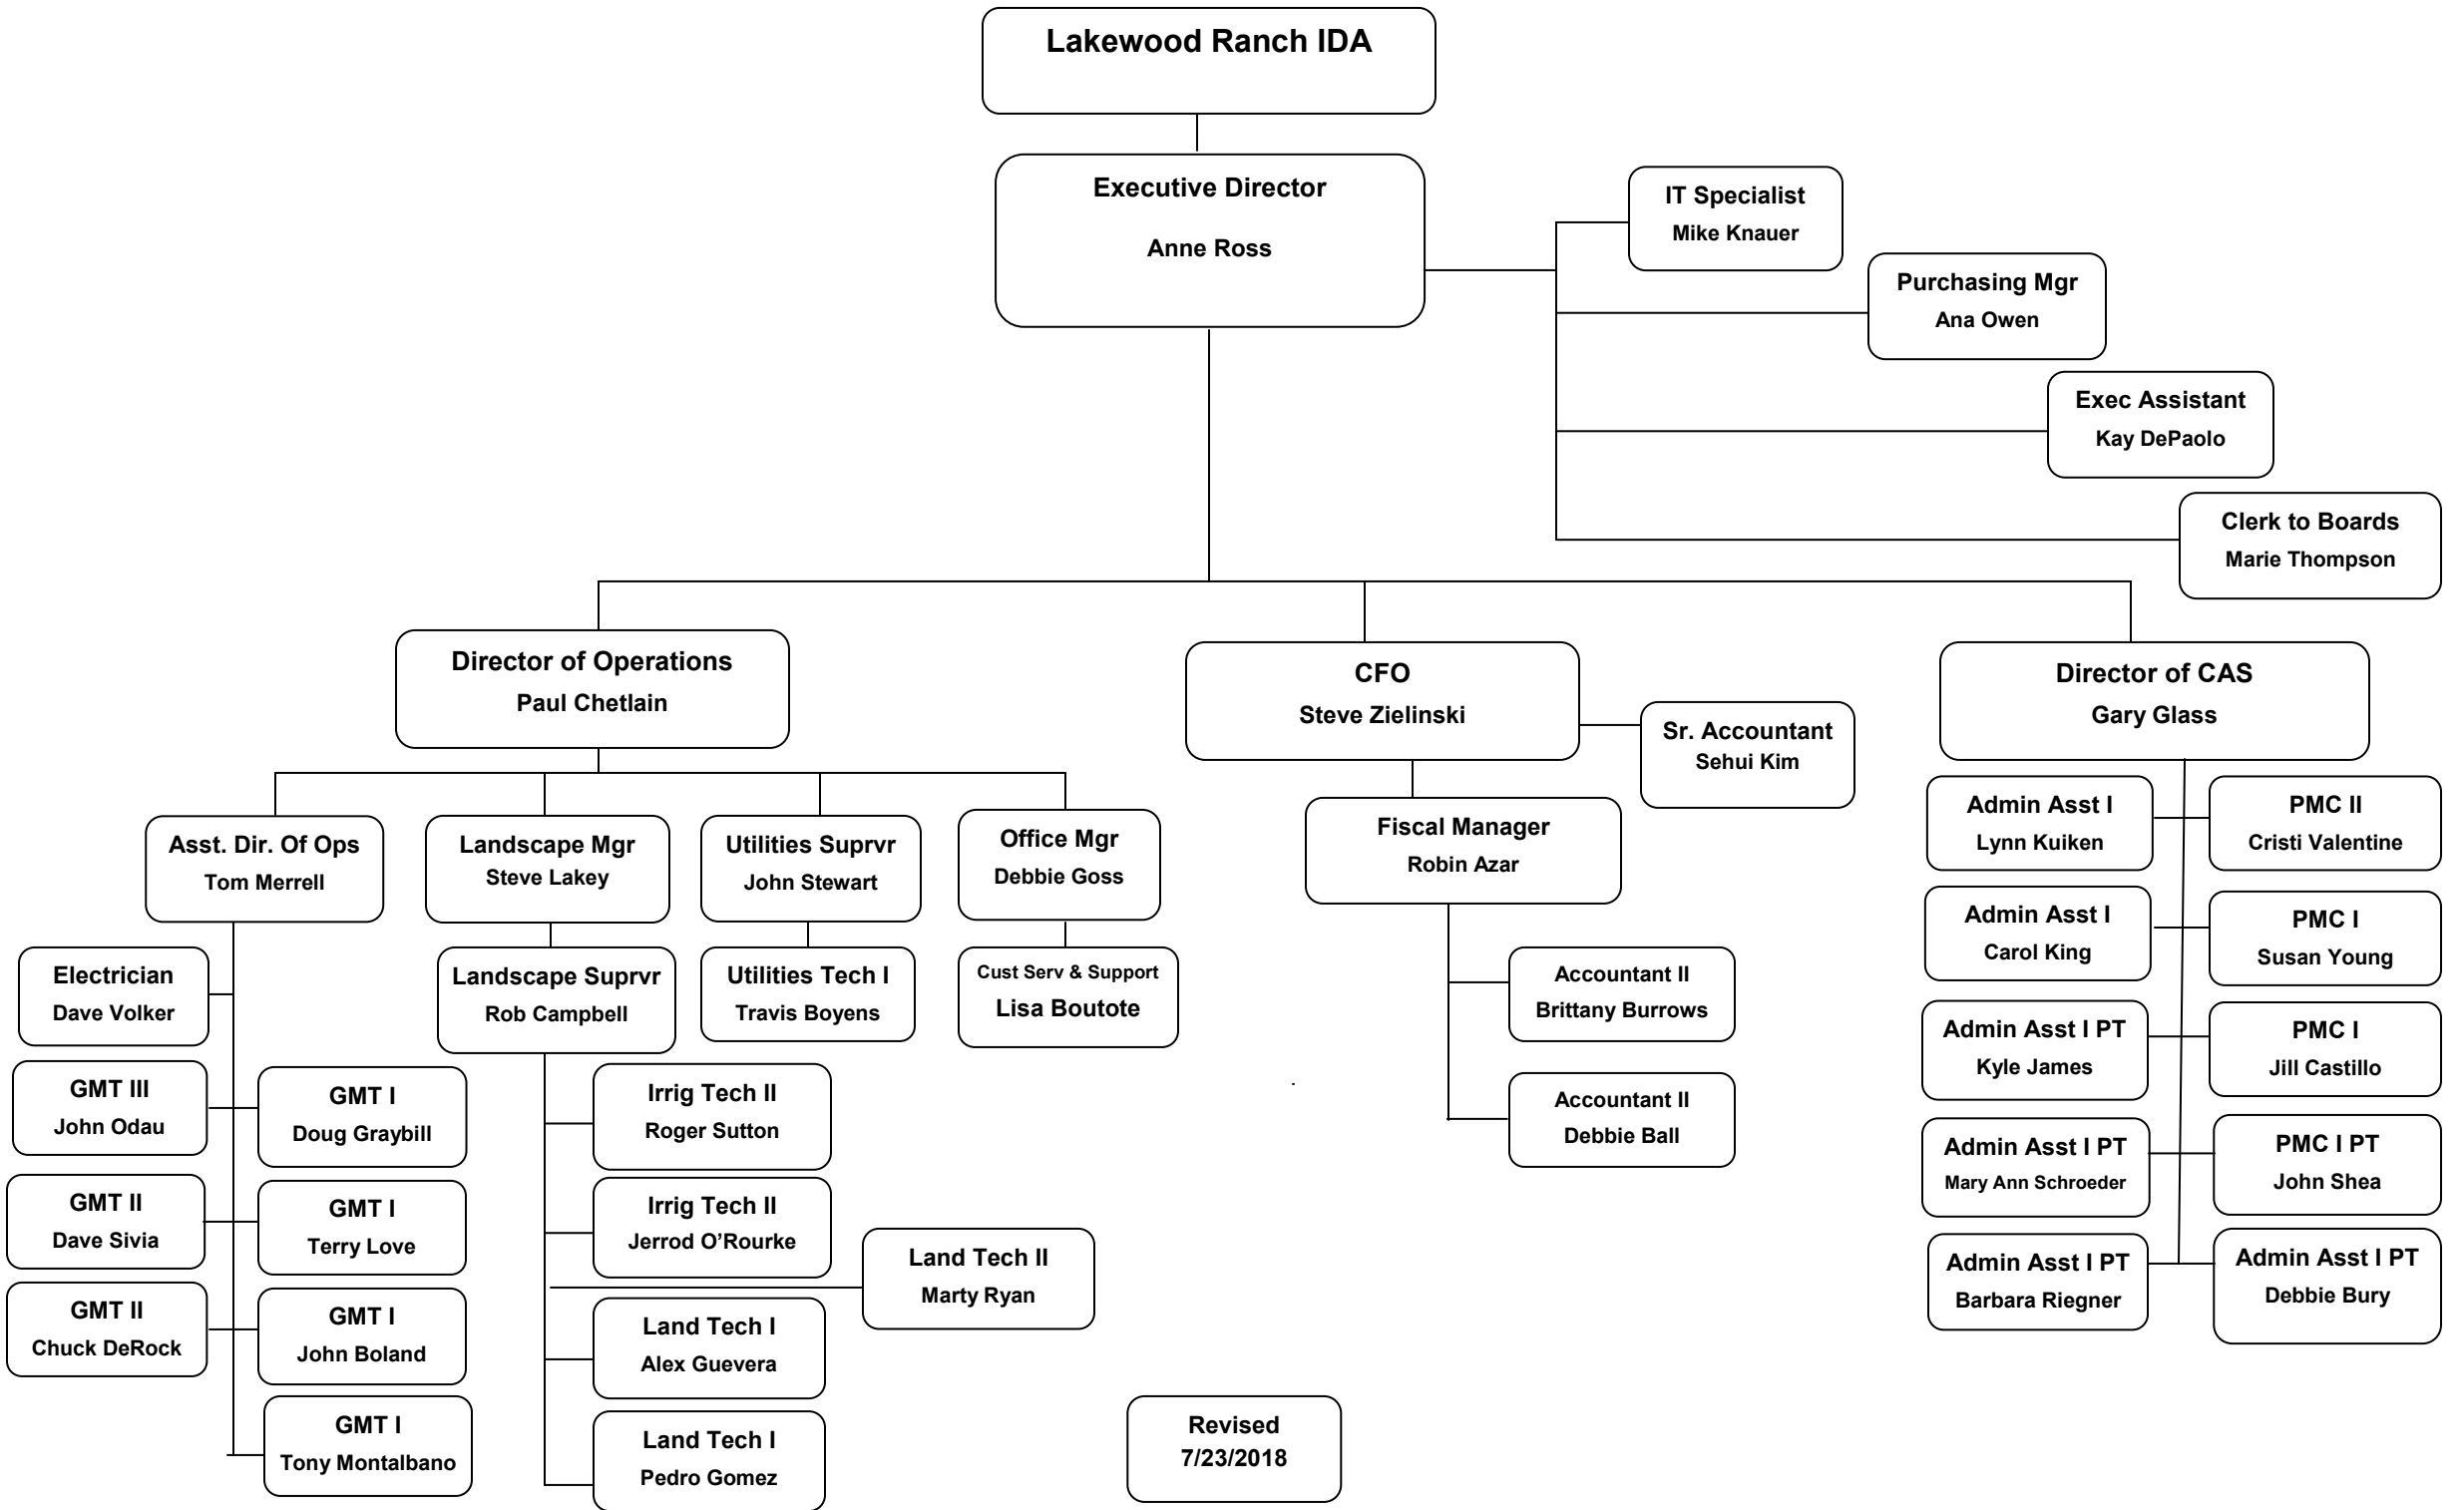 Lakewood Ranch IDA
Executive Director
Anne Ross
IT Specialist
Mike Knauer
Purchasing Mgr
Ana Owen
Exec Assistant
Kay DePaolo
Clerk to Boards
Marie Thompson
Director of Operations
Paul Chetlain
CFO
Steve Zielinski
Sr. Accountant
Sehui Kim
Director of CAS
Gary Glass
Asst. Dir. Of Ops
Tom Merrell
Landscape Mgr
Steve Lakey
Utilities Suprvr
John Stewart
Office Mgr
Debbie Goss
Fiscal Manager
Robin Azar
Admin Asst I
Lynn Kuiken
PMC II
Cristi Valentine
Electrician
Dave Volker
Landscape Suprvr
Rob Campbell
Utilities Tech I
Travis Boyens
Cust Serv & Support
Lisa Boutote
Accountant II
Brittany Burrows
Admin Asst I
Carol King
PMC I
Susan Young
GMT III
John Odau
GMT I
Doug Graybill
Irrig Tech II
Roger Sutton
Accountant II
Debbie Ball
Admin Asst I PT
Kyle James
PMC I
Jill Castillo
GMT II
Dave Sivia
GMT I
Terry Love
Irrig Tech II
Jerrod O’Rourke
Land Tech II
Marty Ryan
Admin Asst I PT
Mary Ann Schroeder
PMC I PT
John Shea
GMT II
Chuck DeRock
GMT I
John Boland
Land Tech I
Alex Guevera
Admin Asst I PT
Barbara Riegner
Admin Asst I PT
Debbie Bury
GMT I
Tony Montalbano
Land Tech I
Pedro Gomez
Revised
7/23/2018